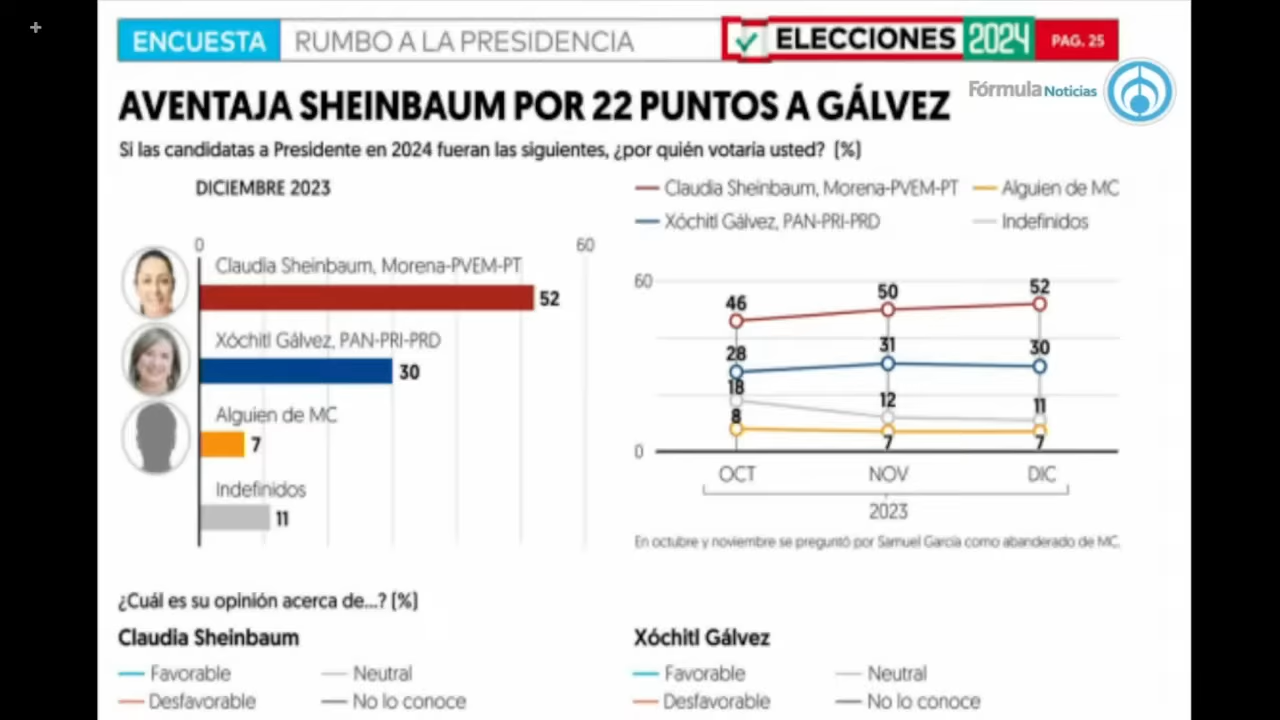 ENCUESTA RUMBO A LA PRESIDENCIA ELECCIONES 2024 PAG. 25
Fórmula Noticias
AVENTAJA SHEINBAUM POR 22 PUNTOS A GÁLVEZ
Si las candidatas a Presidente en 2024 fueran las siguientes, ¿por quién votaría usted? (%)
DICIEMBRE 2023
0 60
Claudia Sheinbaum, Morena-PVEM-PT
52
Xóchitl Gálvez, PAN-PRI-PRD
30
Alguien de MC
7
Indefinidos
11
Claudia Sheinbaum, Morena-PVEM-PT Alguien de MC
Xóchitl Gálvez, PAN-PRI-PRD Indefinidos
60
46 50 52
28 31 30
18 12 11
8 7 7
0
OCT NOV DIC
2023
En octubre y noviembre se preguntó por Samuel García como abanderado de MC.
¿Cuál es su opinión acerca de...? (%)
Claudia Sheinbaum
Favorable Neutral
Desfavorable No lo conoce
Xóchitl Gálvez
Favorable Neutral
Desfavorable No lo conoce